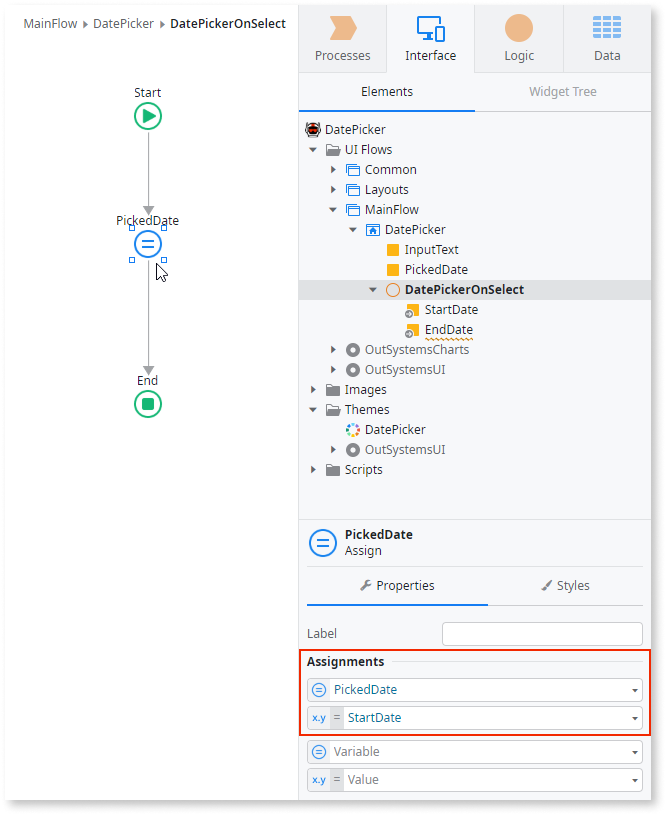 MainFlow DatePicker DatePickerOnSelect
Start
PickedDate
End
Processes
Interface
Logic
Data
Elements
Widget Tree
DatePicker
UI Flows
Common
Layouts
MainFlow
DatePicker
InputText
PickedDate
DatePickerOnSelect
StartDate
EndDate
OutSystemsCharts
OutSystemsUI
Images
Themes
DatePicker
OutSystemsUI
Scripts
PickedDate
Assign
Properties
Styles
Label
Assignments
PickedDate
x.y = StartDate
Variable
x.y = Value